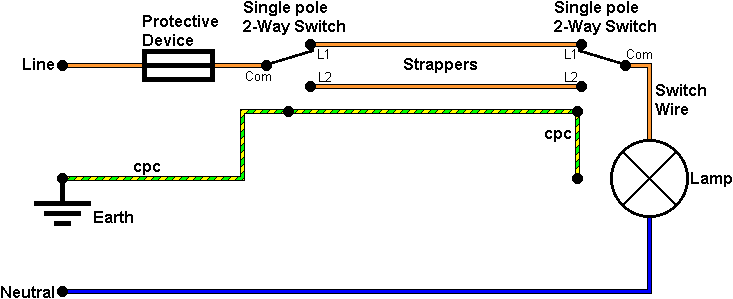 Single pole
2-Way Switch
Single pole
2-Way Switch
Protective
Device
Line
Com
L1
Strappers
L1
Com
L2
L2
Switch
Wire
cpc
cpc
Lamp
Earth
Neutral